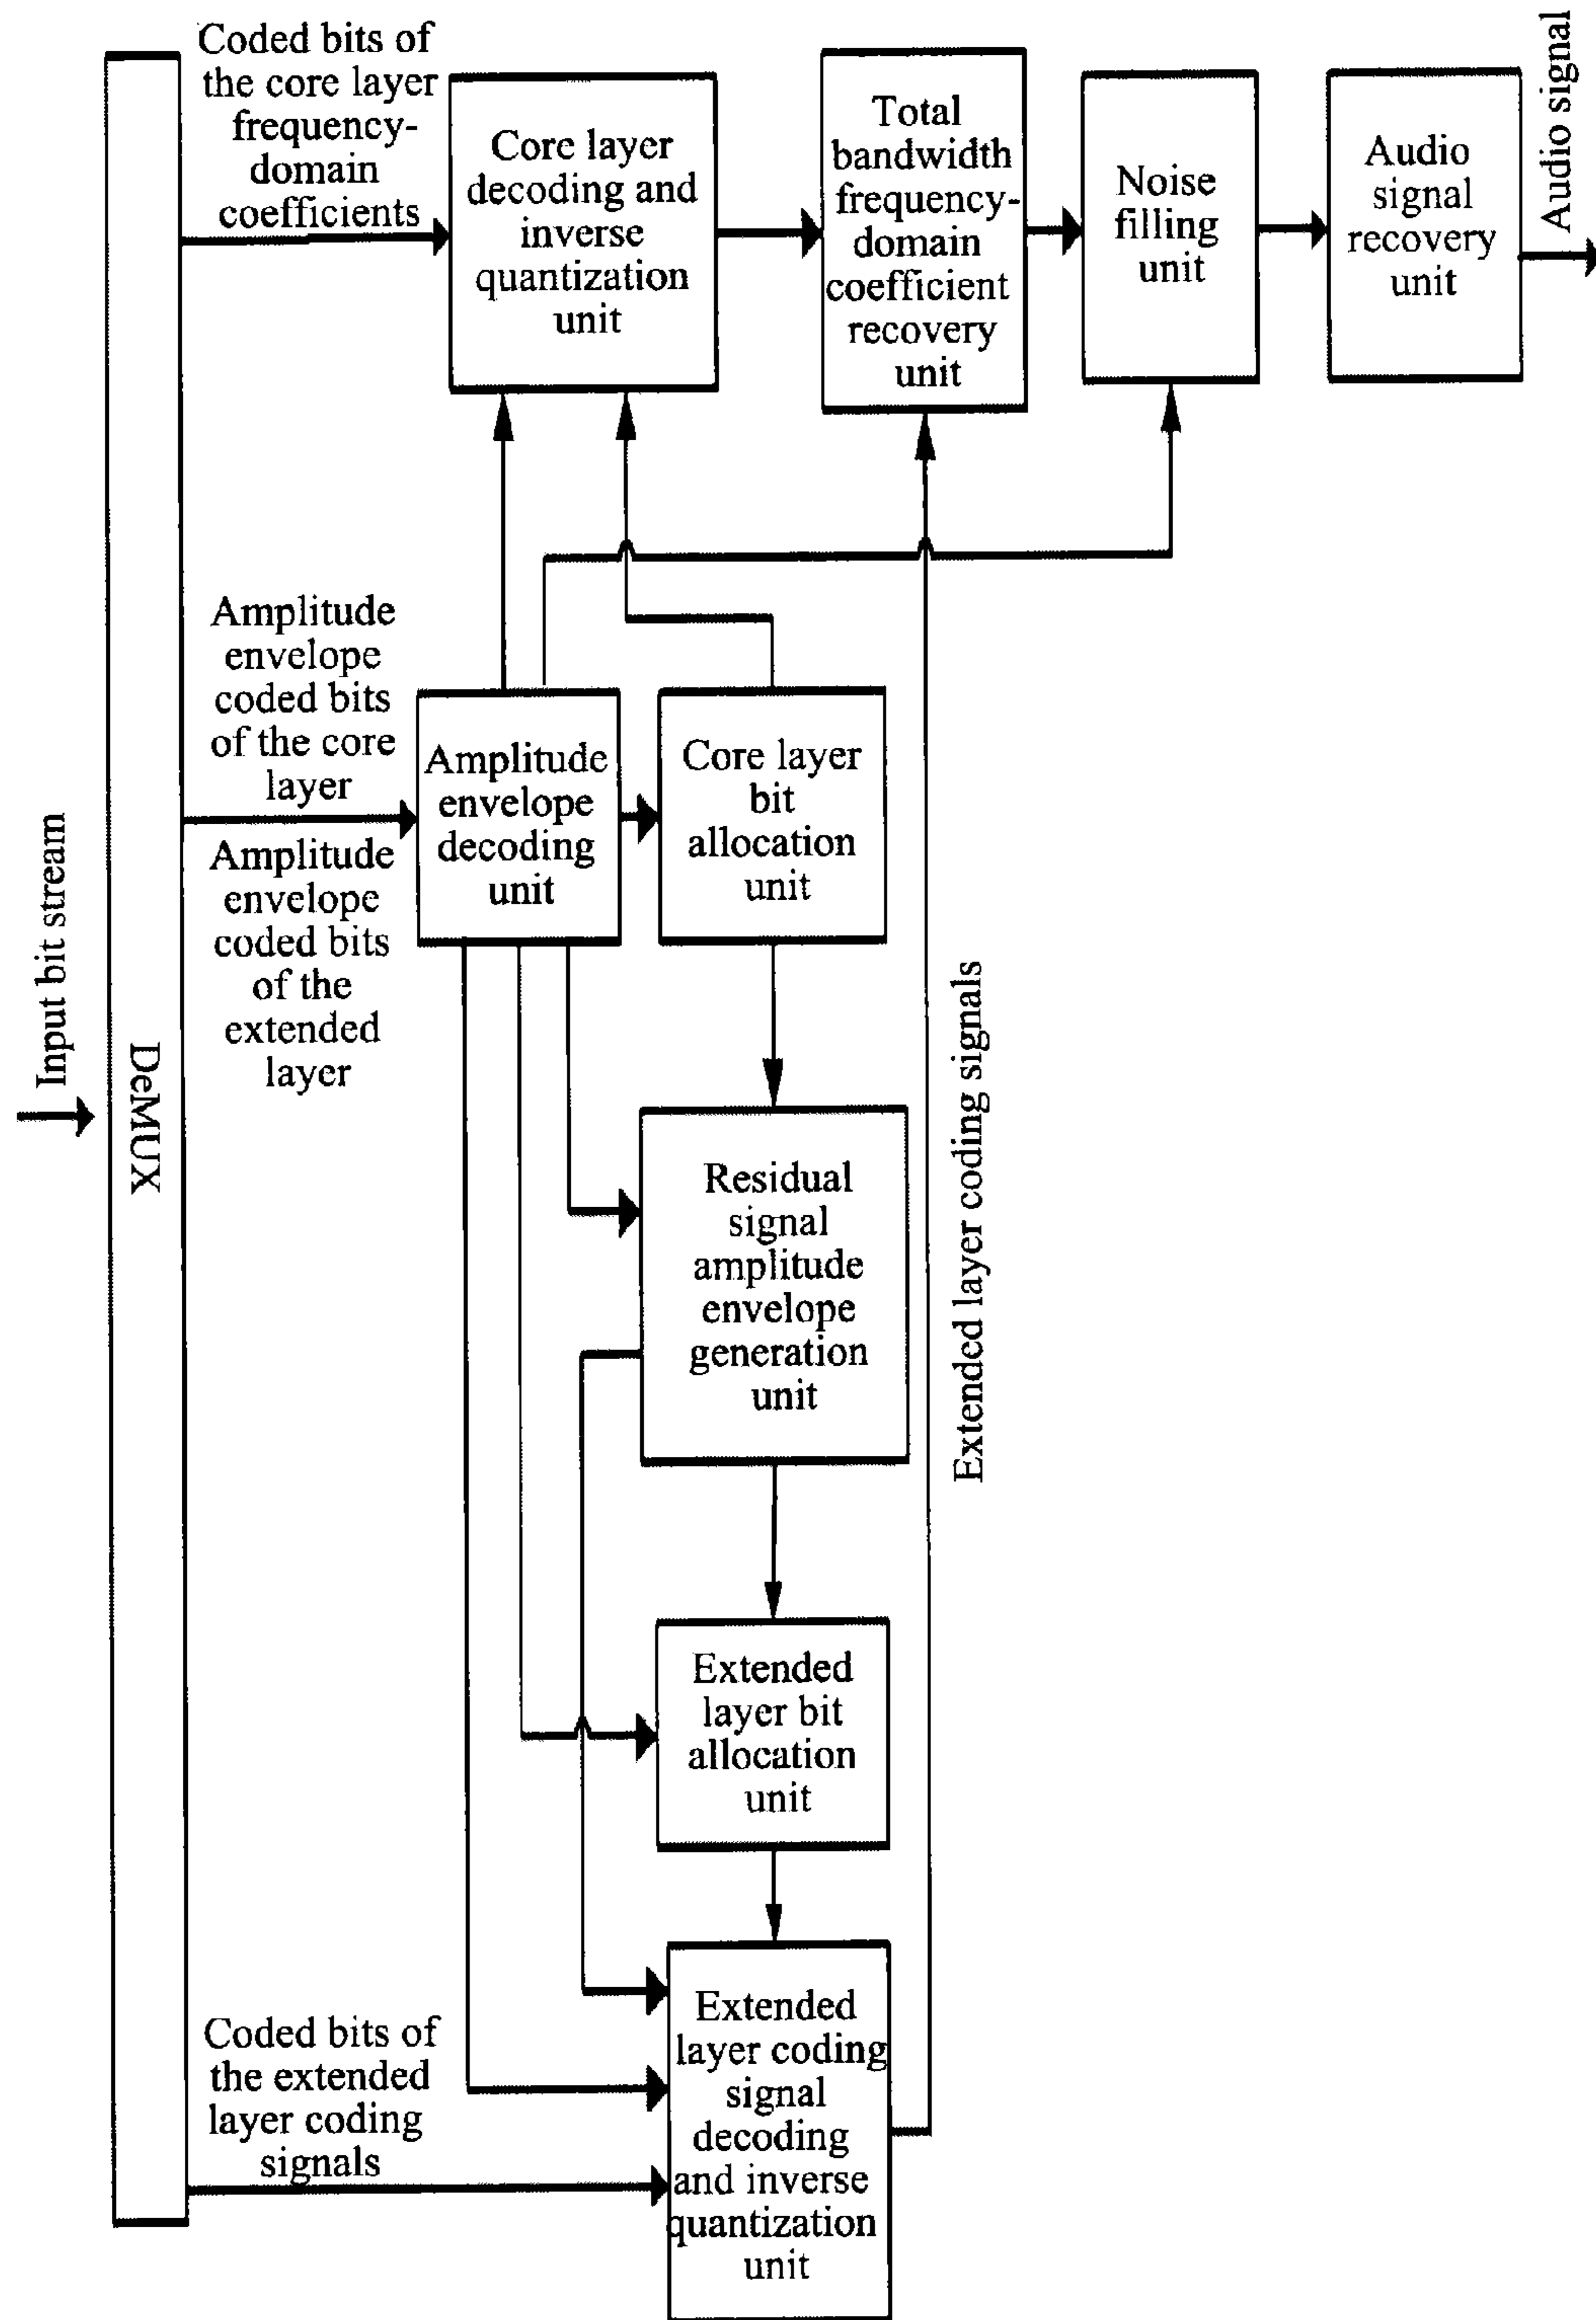 Coded bits of
the core layer
frequency-
domain
coefficients
Core layer
decoding and
inverse
quantization
unit
Total
bandwidth
frequency-
domain
coefficient
recovery
unit
Noise
filling
unit
Audio
signal
recovery
unit
Audio signal
Amplitude
envelope
coded bits
of the core
layer
Amplitude
envelope
coded bits
of the
extended
layer
Amplitude
envelope
decoding
unit
Core layer
bit
allocation
unit
Input bit stream
DeMUX
Residual
signal
amplitude
envelope
generation
unit
Extended layer coding signals
Extended
layer bit
allocation
unit
Coded bits of
the extended
layer coding
signals
Extended
layer coding
signal
decoding
and inverse
quantization
unit